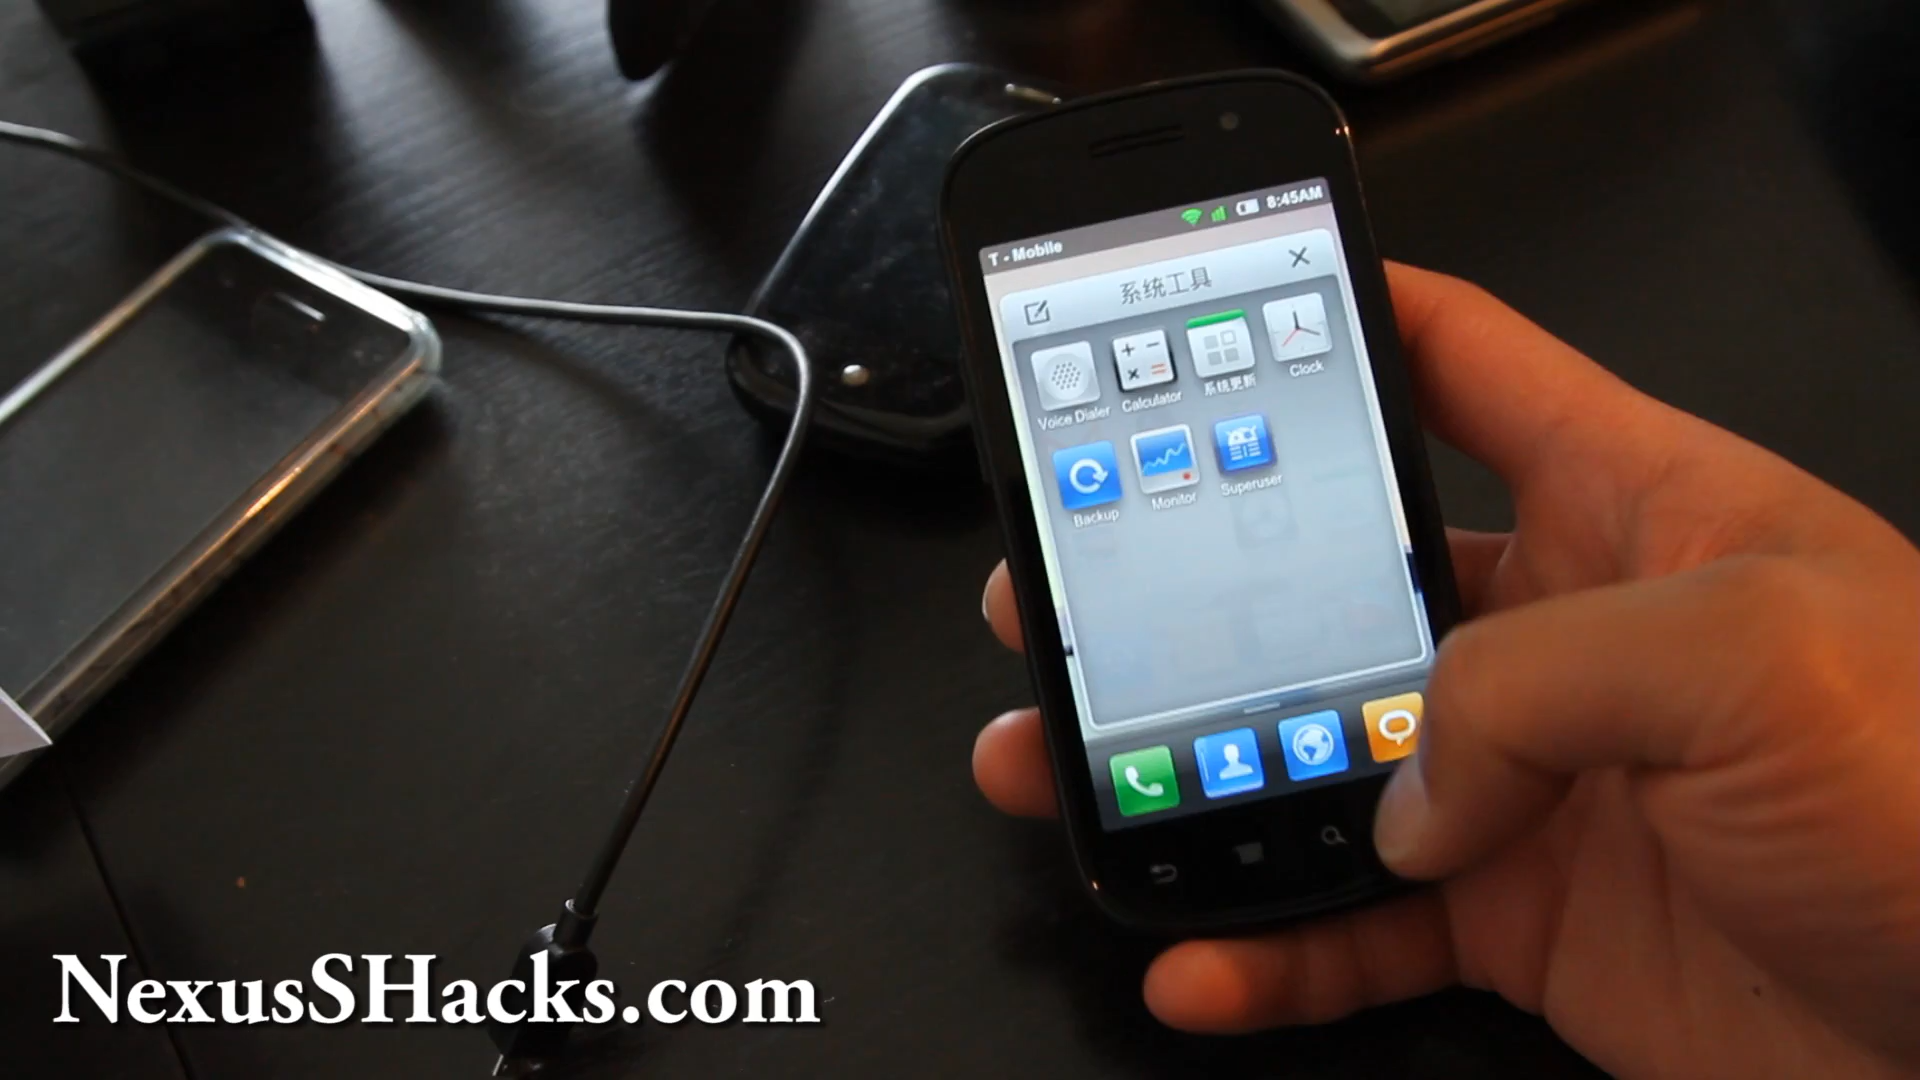 T - Mobile 8:45AM
系统工具
Voice Dialer Calculator 系统更新 Clock
Backup Monitor Superuser
NexusSHacks.com